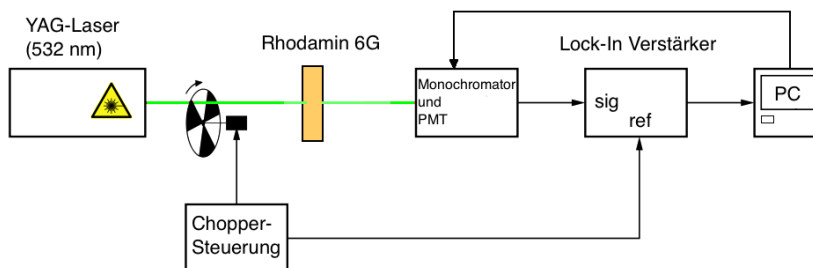 YAG-Laser
(532 nm)
Rhodamin 6G
Monochromator
und
PMT
Lock-In Verstärker
sig
ref
PC
Chopper-
Steuerung